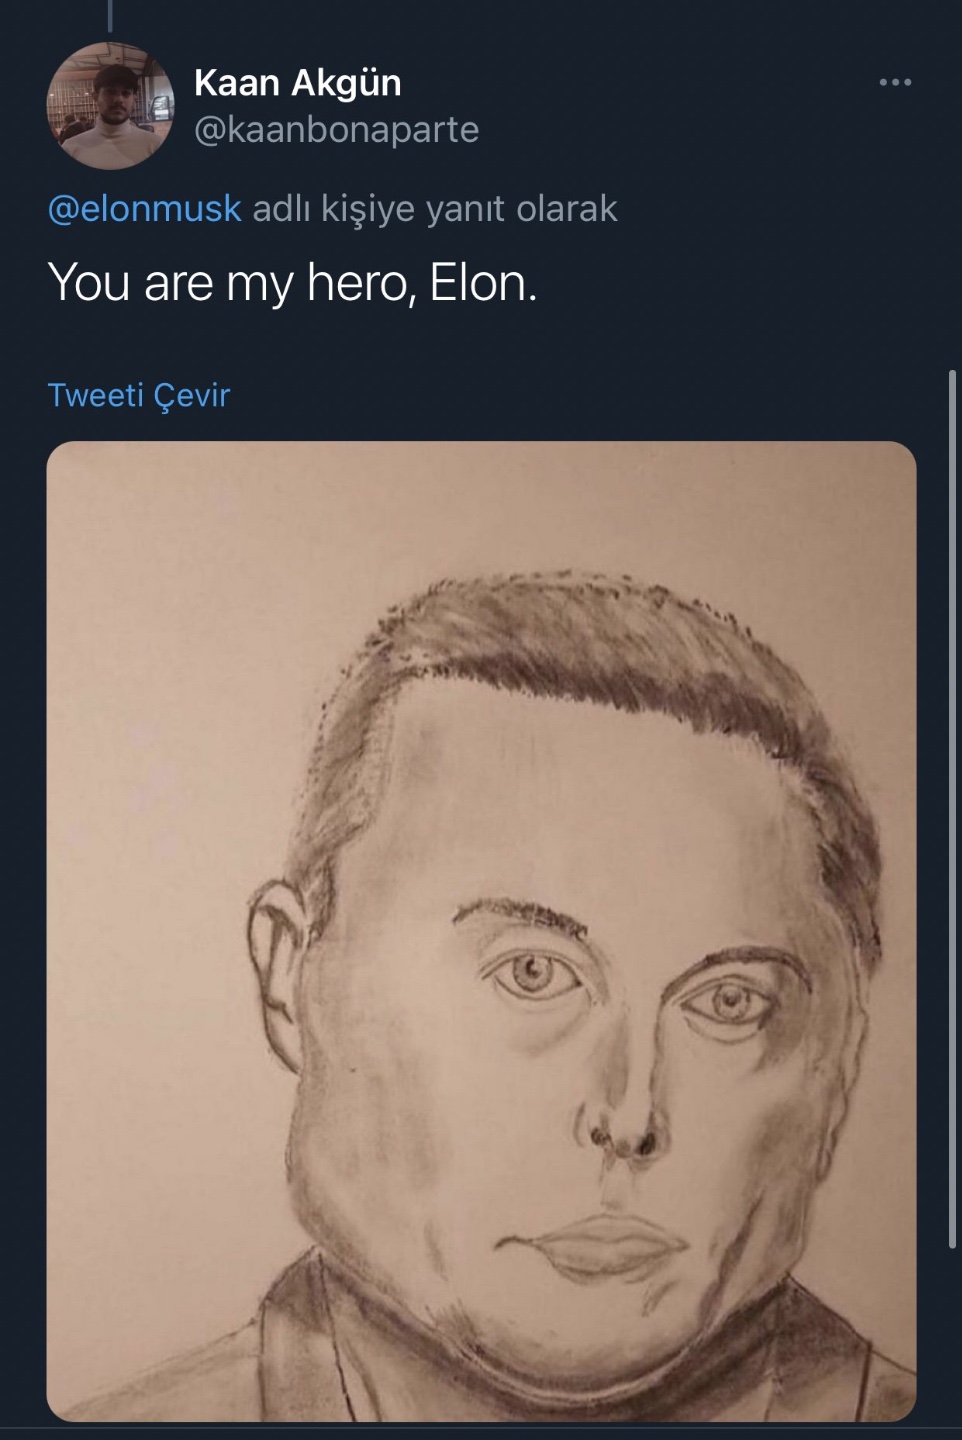 Kaan Akgün
@kaanbonaparte
@elonmusk adlı kişiye yanıt olarak
You are my hero, Elon.
Tweeti Çevir